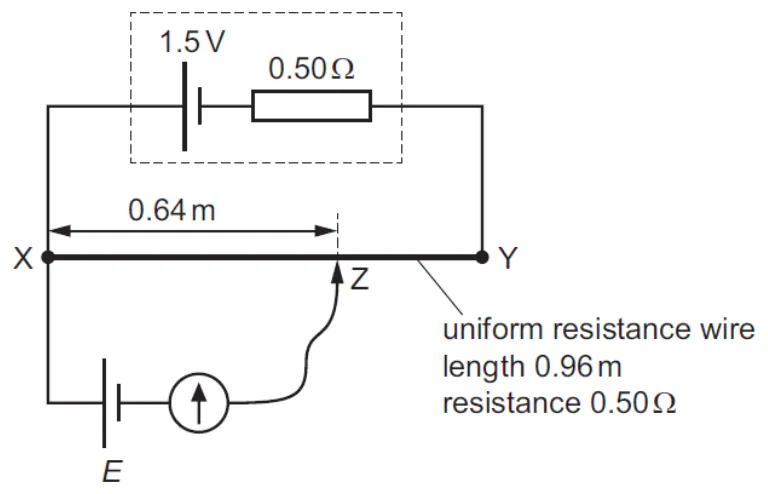 1.5 V
0.50 Ω
0.64 m
X
Y
Z
uniform resistance wire
length 0.96 m
resistance 0.50 Ω
E